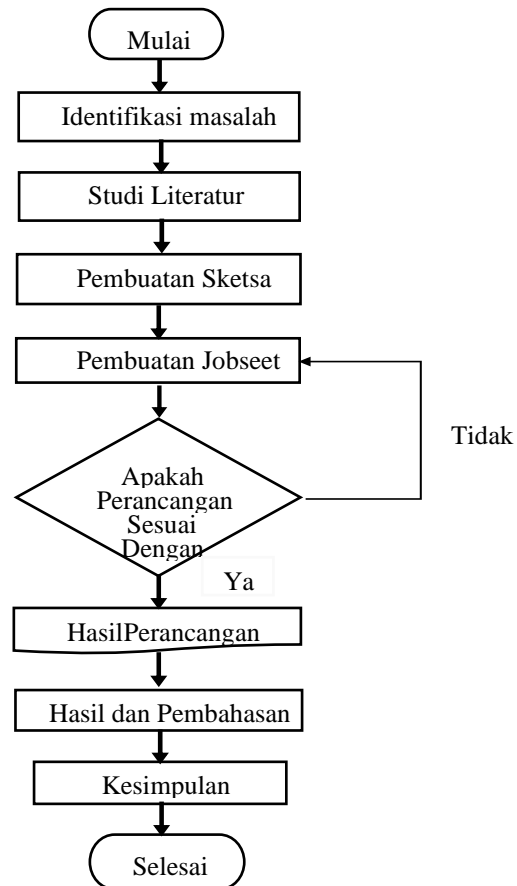 Mulai
Identifikasi masalah
Studi Literatur
Pembuatan Sketsa
Pembuatan Jobseet
Tidak
Apakah
Perancangan
Sesuai
Dengan
Ya
HasilPerancangan
Hasil dan Pembahasan
Kesimpulan
Selesai